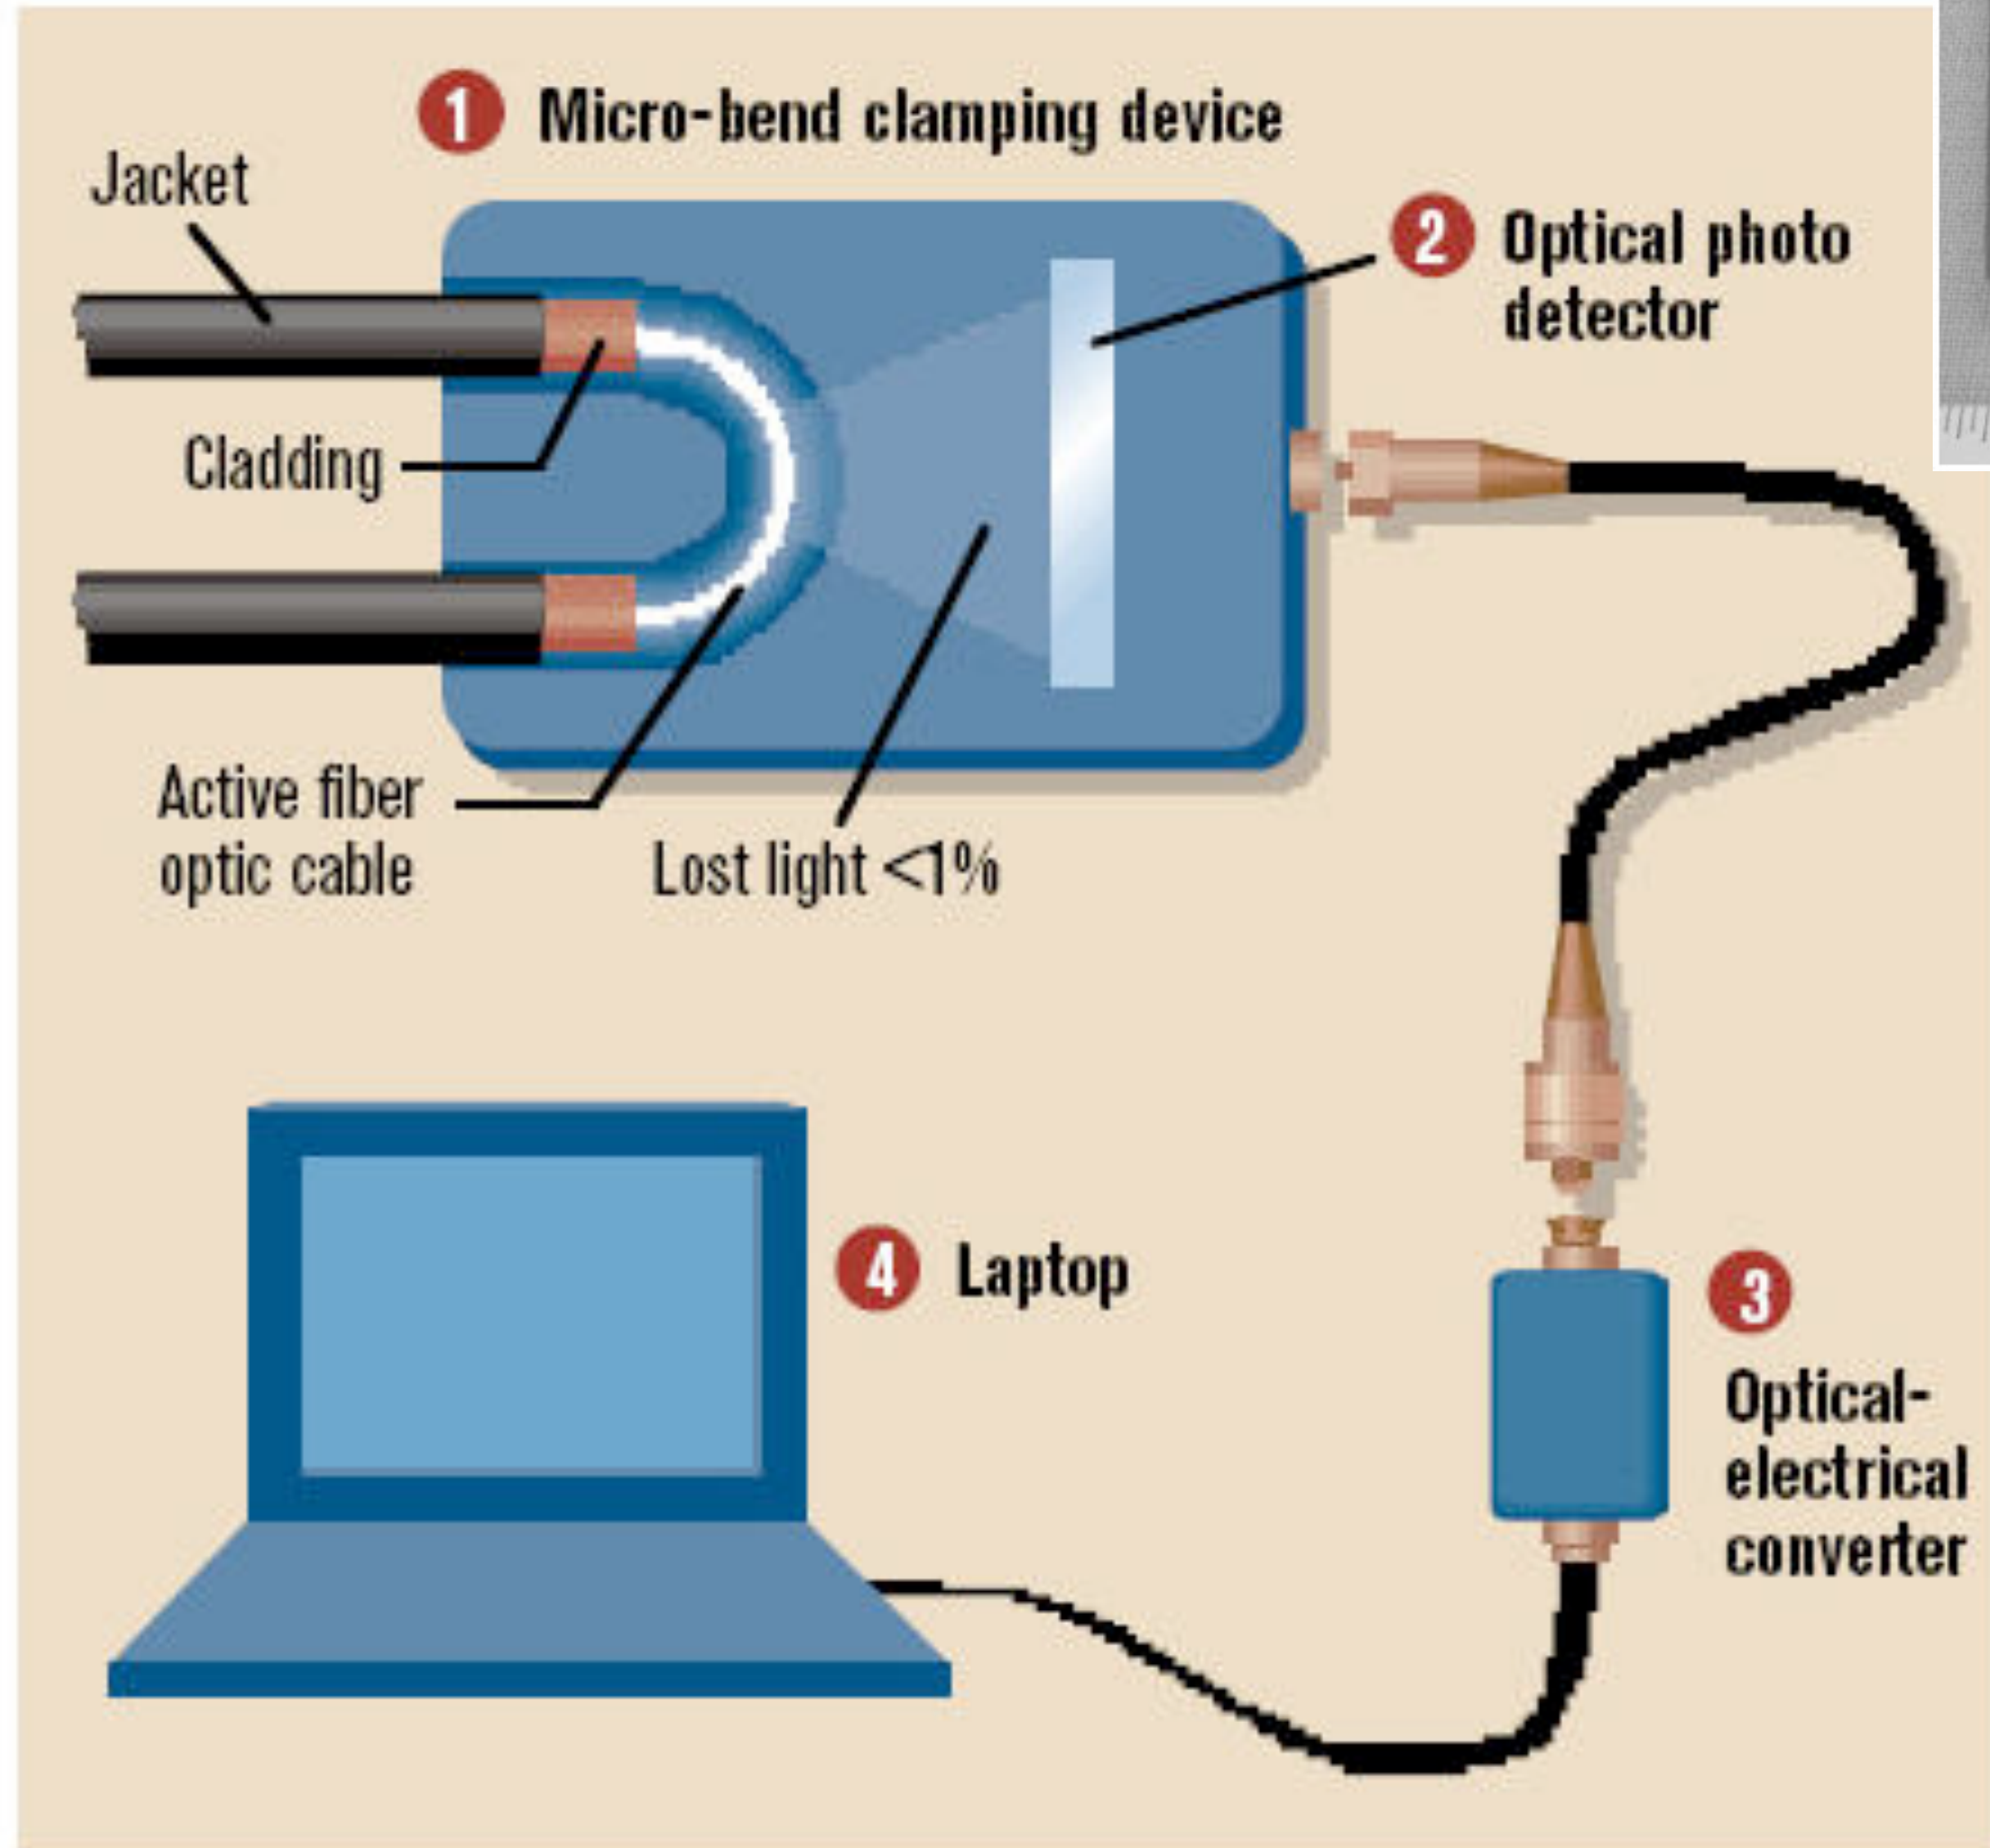 1 Micro-bend clamping device
Jacket
2 Optical photo
detector
Cladding
Active fiber
optic cable
Lost light <1%
4 Laptop
3
Optical-
electrical
converter